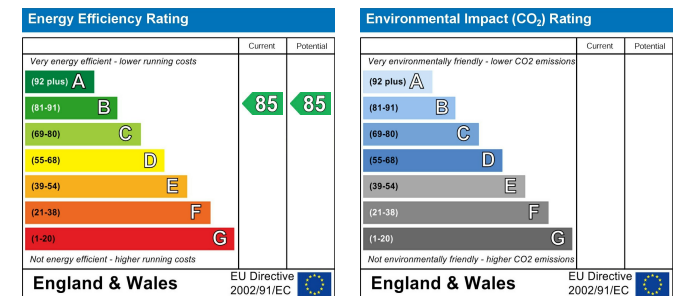 Energy Efficiency Rating
Current Potential
Very energy efficient - lower running costs
(92 plus) A
(81-91) B 85 85
(69-80) C
(55-68) D
(39-54) E
(21-38) F
(1-20) G
Not energy efficient - higher running costs
England & Wales
EU Directive
2002/91/EC
Environmental Impact (CO₂) Rating
Current Potential
Very environmentally friendly - lower CO2 emissions
(92 plus) A
(81-91) B
(69-80) C
(55-68) D
(39-54) E
(21-38) F
(1-20) G
Not environmentally friendly - higher CO2 emissions
England & Wales
EU Directive
2002/91/EC